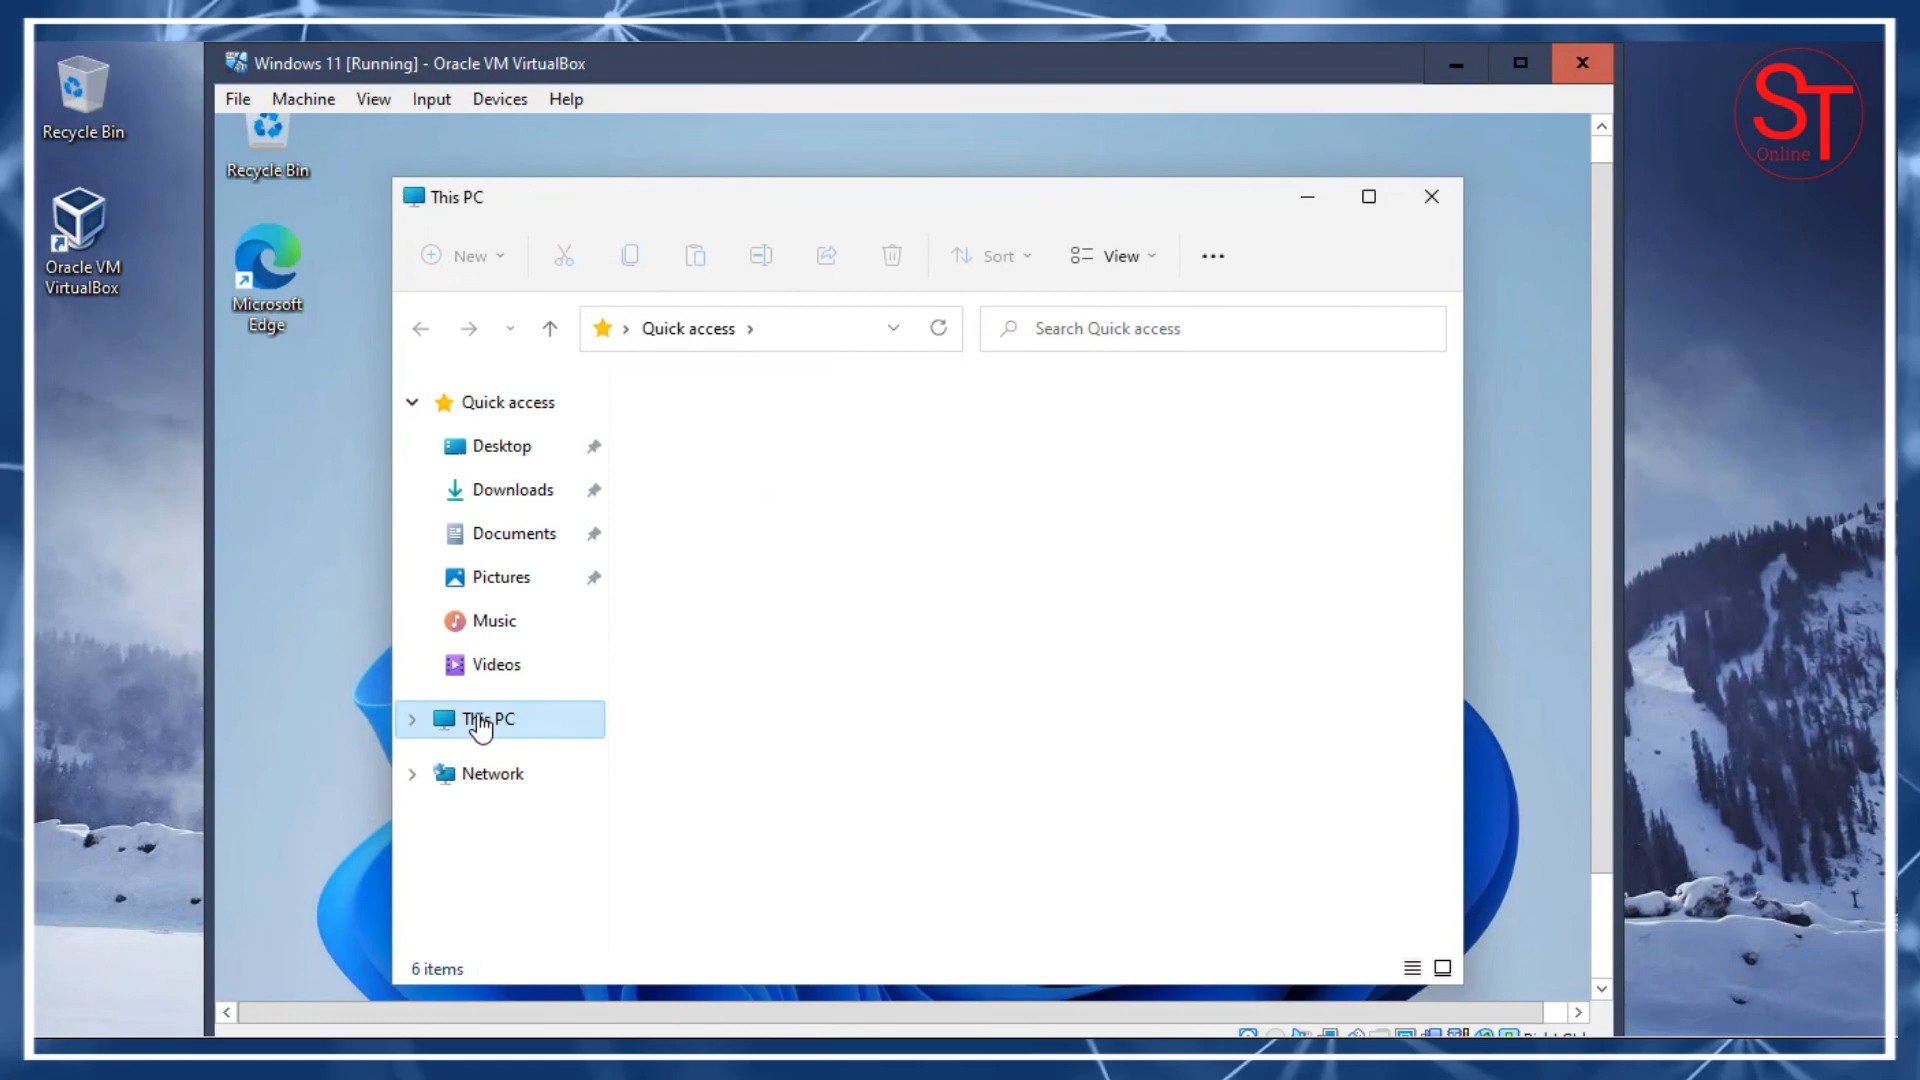 Recycle Bin
Oracle VM
VirtualBox
Windows 11 [Running] - Oracle VM VirtualBox
File Machine View Input Devices Help
Recycle Bin
Microsoft
Edge
This PC
New Sort View
Quick access
Search Quick access
Quick access
Desktop
Downloads
Documents
Pictures
Music
Videos
This PC
Network
6 items
ST
Online